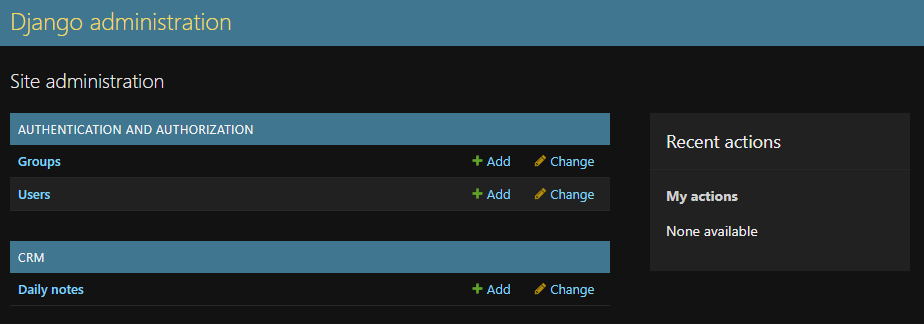 Django administration
Site administration
AUTHENTICATION AND AUTHORIZATION
Groups Add Change
Users Add Change
CRM
Daily notes Add Change
Recent actions
My actions
None available